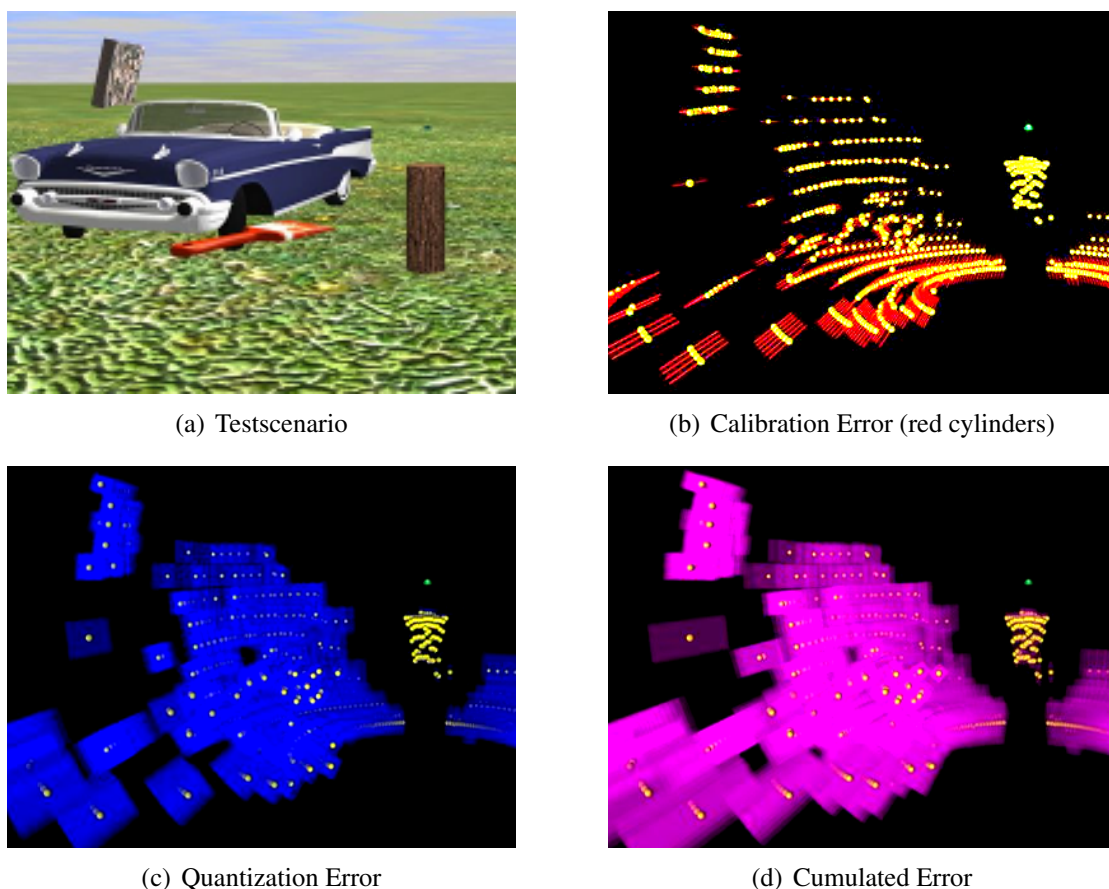 (a) Testscenario
(b) Calibration Error (red cylinders)
(c) Quantization Error
(d) Cumulated Error